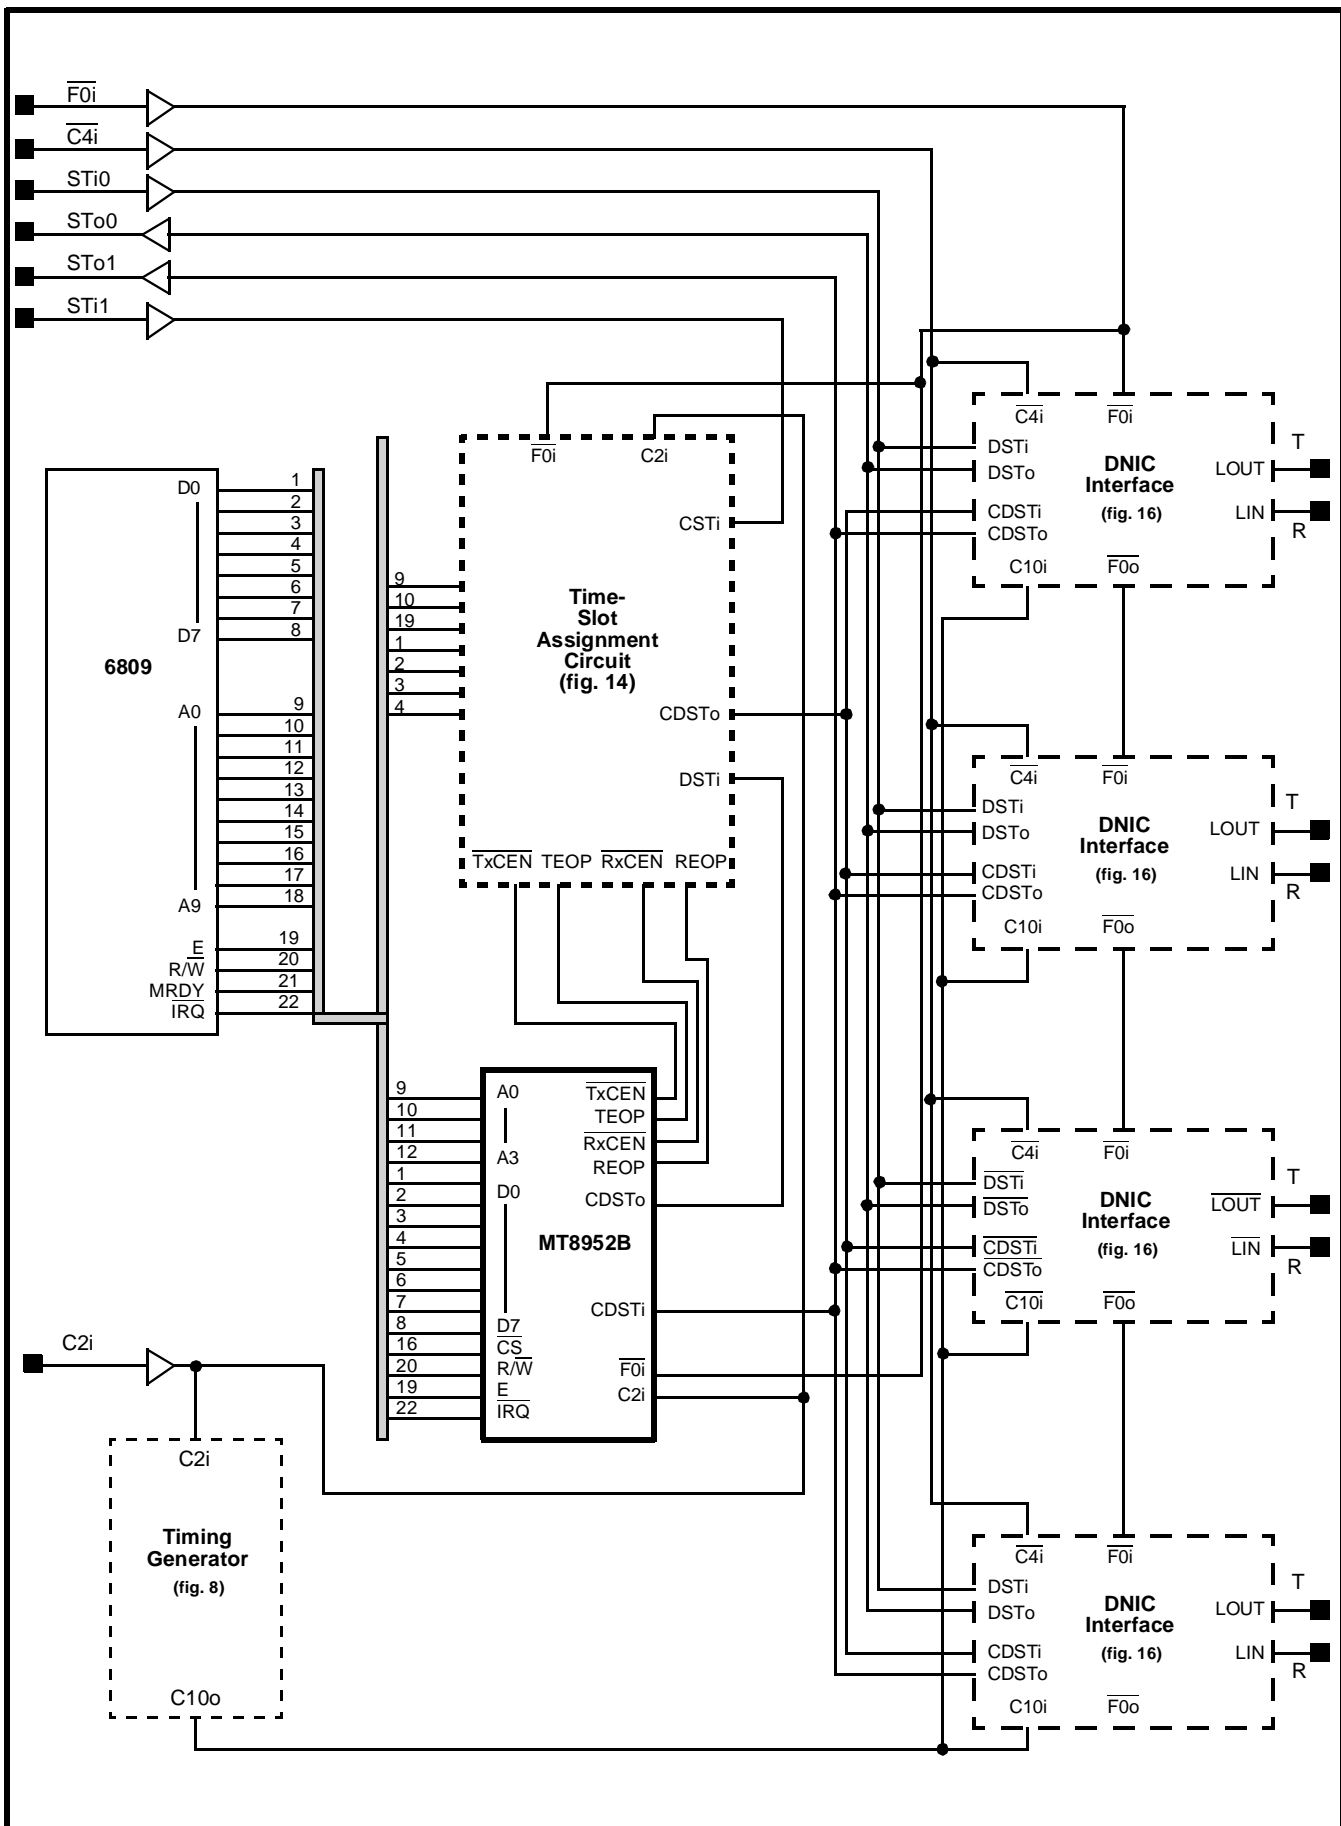 F0i
C4i
STi0
STo0
STo1
STi1
6809
D0
D7
A0
A9
E
R/W
MRDY
IRQ
1
2
3
4
5
6
7
8
9
10
11
12
13
14
15
16
17
18
19
20
21
22
9
10
19
1
2
3
4
F0i
C2i
CSTi
Time-
Slot
Assignment
Circuit
(fig. 14)
CDSTo
DSTi
TxCEN TEOP RxCEN REOP
9
10
11
12
1
2
3
4
5
6
7
8
16
20
19
22
A0
A3
D0
D7
CS
R/W
E
IRQ
MT8952B
TxCEN
TEOP
RxCEN
REOP
CDSTo
CDSTi
F0i
C2i
C2i
C2i
Timing
Generator
(fig. 8)
C10o
C4i
F0i
DSTi
DSTo
CDSTi
CDSTo
C10i
F0o
DNIC
Interface
(fig. 16)
LOUT
LIN
T
R
C4i
F0i
DSTi
DSTo
CDSTi
CDSTo
C10i
F0o
DNIC
Interface
(fig. 16)
LOUT
LIN
T
R
C4i
F0i
DSTi
DSTo
CDSTi
CDSTo
C10i
F0o
DNIC
Interface
(fig. 16)
LOUT
LIN
T
R
C4i
F0i
DSTi
DSTo
CDSTi
CDSTo
C10i
F0o
DNIC
Interface
(fig. 16)
LOUT
LIN
T
R